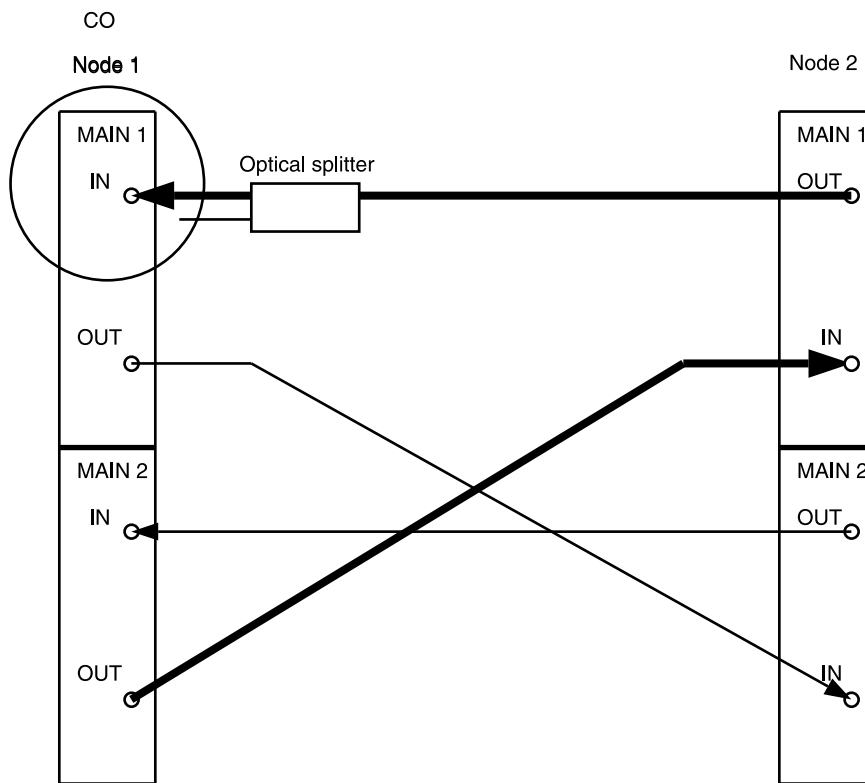 CO
Node 1
Node 2
MAIN 1
MAIN 1
Optical splitter
IN
OUT
OUT
IN
MAIN 2
MAIN 2
IN
OUT
OUT
IN